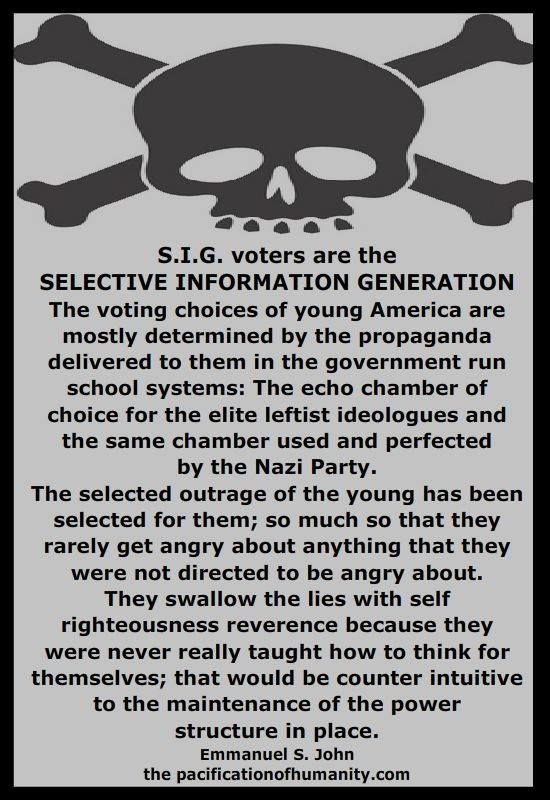 S.I.G. voters are the
SELECTIVE INFORMATION GENERATION
The voting choices of young America are
mostly determined by the propaganda
delivered to them in the government run
school systems: The echo chamber of
choice for the elite leftist ideologues and
the same chamber used and perfected
by the Nazi Party.
The selected outrage of the young has been
selected for them; so much so that they
rarely get angry about anything that they
were not directed to be angry about.
They swallow the lies with self
righteousness reverence because they
were never really taught how to think for
themselves; that would be counter intuitive
to the maintenance of the power
structure in place.
Emmanuel S. John
the pacificationofhumanity.com